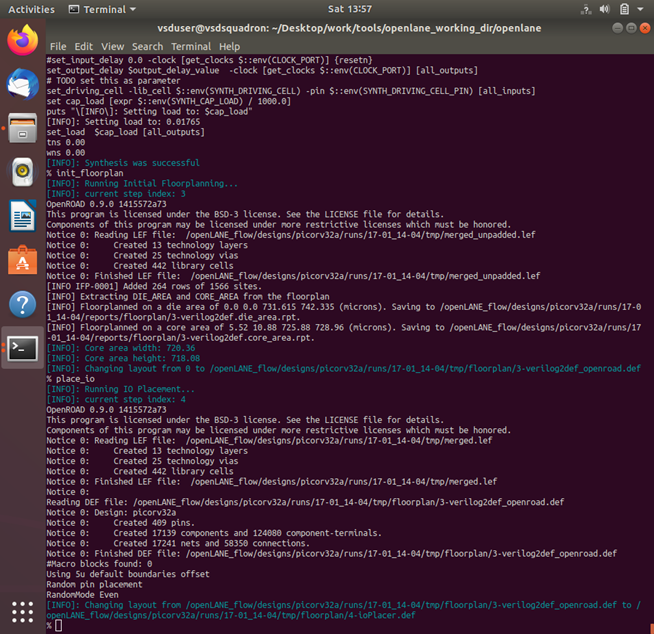 Activities
Terminal
Sat 13:57
vsduser@vsdsquadron: ~/Desktop/work/tools/openlane_working_dir/openlane
File Edit View Search Terminal Help
#set_input_delay 0.0 -clock [get_clocks $::env(CLOCK_PORT)] {resetn}
set_output_delay $output_delay_value  -clock [get_clocks $::env(CLOCK_PORT)] [all_outputs]
# TODO set this as parameter
set_driving_cell -lib_cell $::env(SYNTH_DRIVING_CELL) -pin $::env(SYNTH_DRIVING_CELL_PIN) [all_inputs]
set cap_load [expr $::env(SYNTH_CAP_LOAD) / 1000.0]
puts "\[INFO\]: Setting load to: $cap_load"
[INFO]: Setting load to: 0.01765
set_load  $cap_load [all_outputs]
tns 0.00
wns 0.00
[INFO]: Synthesis was successful
% init_floorplan
[INFO]: Running Initial Floorplanning...
[INFO]: current step index: 3
OpenROAD 0.9.0 1415572a73
This program is licensed under the BSD-3 license. See the LICENSE file for details.
Components of this program may be licensed under more restrictive licenses which must be honored.
Notice 0: Reading LEF file:  /openLANE_flow/designs/picorv32a/runs/17-01_14-04/tmp/merged_unpadded.lef
Notice 0:     Created 13 technology layers
Notice 0:     Created 25 technology vias
Notice 0:     Created 442 library cells
Notice 0: Finished LEF file:  /openLANE_flow/designs/picorv32a/runs/17-01_14-04/tmp/merged_unpadded.lef
[INFO IFP-0001] Added 264 rows of 1566 sites.
[INFO] Extracting DIE_AREA and CORE_AREA from the floorplan
[INFO] Floorplanned on a die area of 0.0 0.0 731.615 742.335 (microns). Saving to /openLANE_flow/designs/picorv32a/runs/17-0
1_14-04/reports/floorplan/3-verilog2def.die_area.rpt.
[INFO] Floorplanned on a core area of 5.52 10.88 725.88 728.96 (microns). Saving to /openLANE_flow/designs/picorv32a/runs/17
-01_14-04/reports/floorplan/3-verilog2def.core_area.rpt.
[INFO]: Core area width: 720.36
[INFO]: Core area height: 718.08
[INFO]: Changing layout from 0 to /openLANE_flow/designs/picorv32a/runs/17-01_14-04/tmp/floorplan/3-verilog2def_openroad.def
% place_io
[INFO]: Running IO Placement...
[INFO]: current step index: 4
OpenROAD 0.9.0 1415572a73
This program is licensed under the BSD-3 license. See the LICENSE file for details.
Components of this program may be licensed under more restrictive licenses which must be honored.
Notice 0: Reading LEF file:  /openLANE_flow/designs/picorv32a/runs/17-01_14-04/tmp/merged.lef
Notice 0:     Created 13 technology layers
Notice 0:     Created 25 technology vias
Notice 0:     Created 442 library cells
Notice 0: Finished LEF file:  /openLANE_flow/designs/picorv32a/runs/17-01_14-04/tmp/merged.lef
Notice 0:
Reading DEF file: /openLANE_flow/designs/picorv32a/runs/17-01_14-04/tmp/floorplan/3-verilog2def_openroad.def
Notice 0: Design: picorv32a
Notice 0:     Created 409 pins.
Notice 0:     Created 17139 components and 124080 component-terminals.
Notice 0:     Created 17241 nets and 58350 connections.
Notice 0: Finished DEF file: /openLANE_flow/designs/picorv32a/runs/17-01_14-04/tmp/floorplan/3-verilog2def_openroad.def
#Macro blocks found: 0
Using 5u default boundaries offset
Random pin placement
RandomMode Even
[INFO]: Changing layout from /openLANE_flow/designs/picorv32a/runs/17-01_14-04/tmp/floorplan/3-verilog2def_openroad.def to /
openLANE_flow/designs/picorv32a/runs/17-01_14-04/tmp/floorplan/4-ioPlacer.def
%